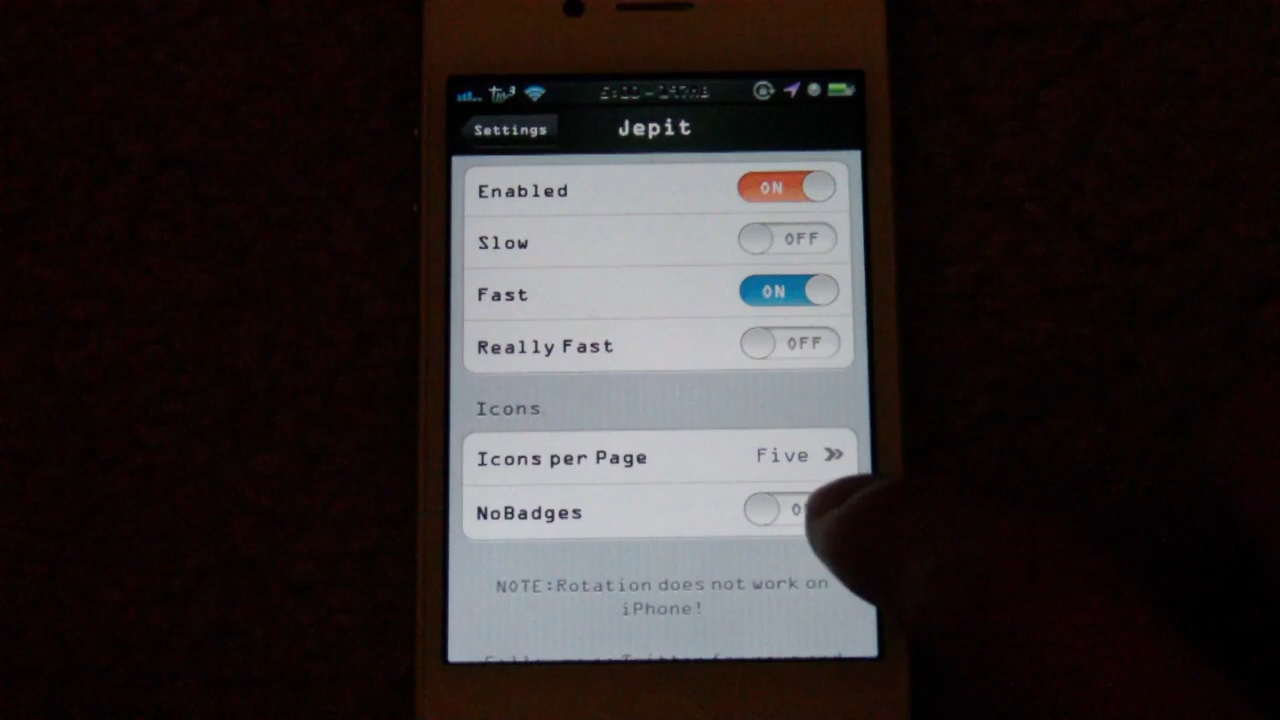 Settings
Jepit
Enabled
ON
Slow
OFF
Fast
ON
Really Fast
OFF
Icons
Icons per Page
Five
NoBadges
NOTE:Rotation does not work on
iPhone!